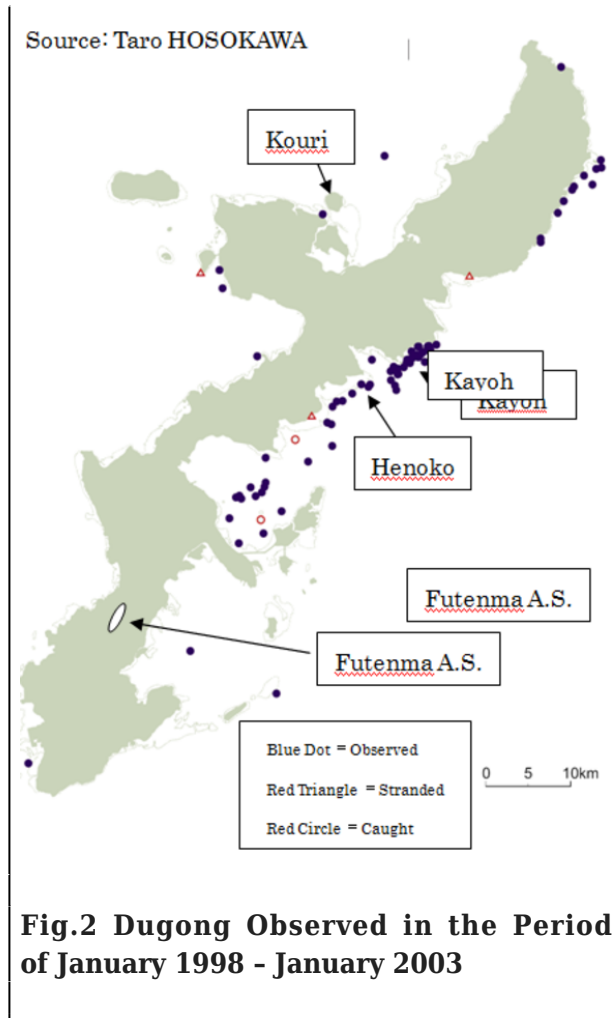 Source: Taro HOSOKAWA
Kouri
Kayoh
Kayoh
Henoko
Futenma A.S.
Futenma A.S.
Blue Dot = Observed
Red Triangle = Stranded
Red Circle = Caught
0 5 10km
Fig.2 Dugong Observed in the Period
of January 1998 – January 2003